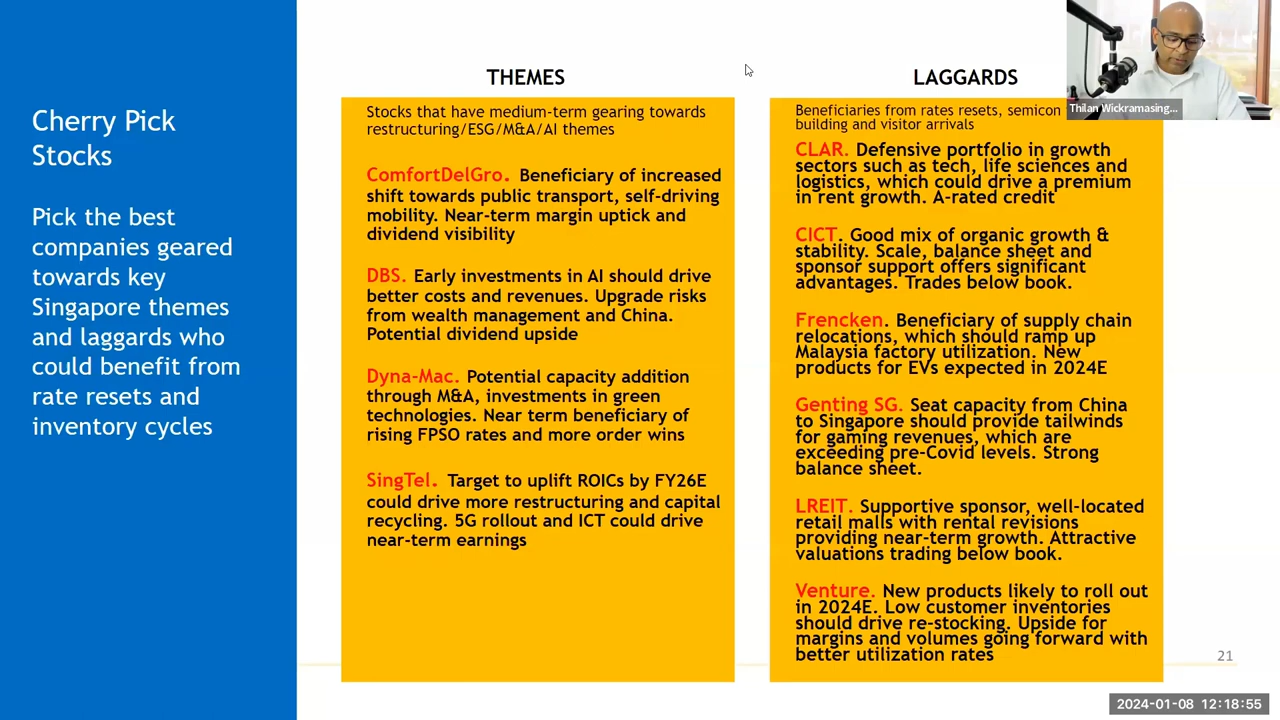 Cherry Pick
Stocks
Pick the best
companies geared
towards key
Singapore themes
and laggards who
could benefit from
rate resets and
inventory cycles
THEMES
Stocks that have medium-term gearing towards
restructuring/ESG/M&A/AI themes
ComfortDelGro. Beneficiary of increased
shift towards public transport, self-driving
mobility. Near-term margin uptick and
dividend visibility
DBS. Early investments in AI should drive
better costs and revenues. Upgrade risks
from wealth management and China.
Potential dividend upside
Dyna-Mac. Potential capacity addition
through M&A, investments in green
technologies. Near term beneficiary of
rising FPSO rates and more order wins
SingTel. Target to uplift ROICs by FY26E
could drive more restructuring and capital
recycling. 5G rollout and ICT could drive
near-term earnings
LAGGARDS
Beneficiaries from rates resets, semicon
building and visitor arrivals
CLAR. Defensive portfolio in growth
sectors such as tech, life sciences and
logistics, which could drive a premium
in rent growth. A-rated credit
CICT. Good mix of organic growth &
stability. Scale, balance sheet and
sponsor support offers significant
advantages. Trades below book.
Frencken. Beneficiary of supply chain
relocations, which should ramp up
Malaysia factory utilization. New
products for EVs expected in 2024E
Genting SG. Seat capacity from China
to Singapore should provide tailwinds
for gaming revenues, which are
exceeding pre-Covid levels. Strong
balance sheet.
LREIT. Supportive sponsor, well-located
retail malls with rental revisions
providing near-term growth. Attractive
valuations trading below book.
Venture. New products likely to roll out
in 2024E. Low customer inventories
should drive re-stocking. Upside for
margins and volumes going forward with
better utilization rates
Thilan Wickramasing...
21
2024-01-08 12:18:55